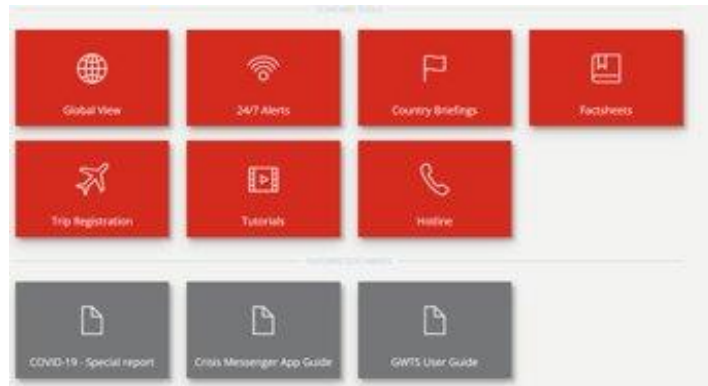 Global View
24/7 Alerts
Country Briefings
Factsheets
Trip Registration
Tutorials
Hotline
COVID-19 - Special report
Crisis Messenger App Guide
GWTS User Guide